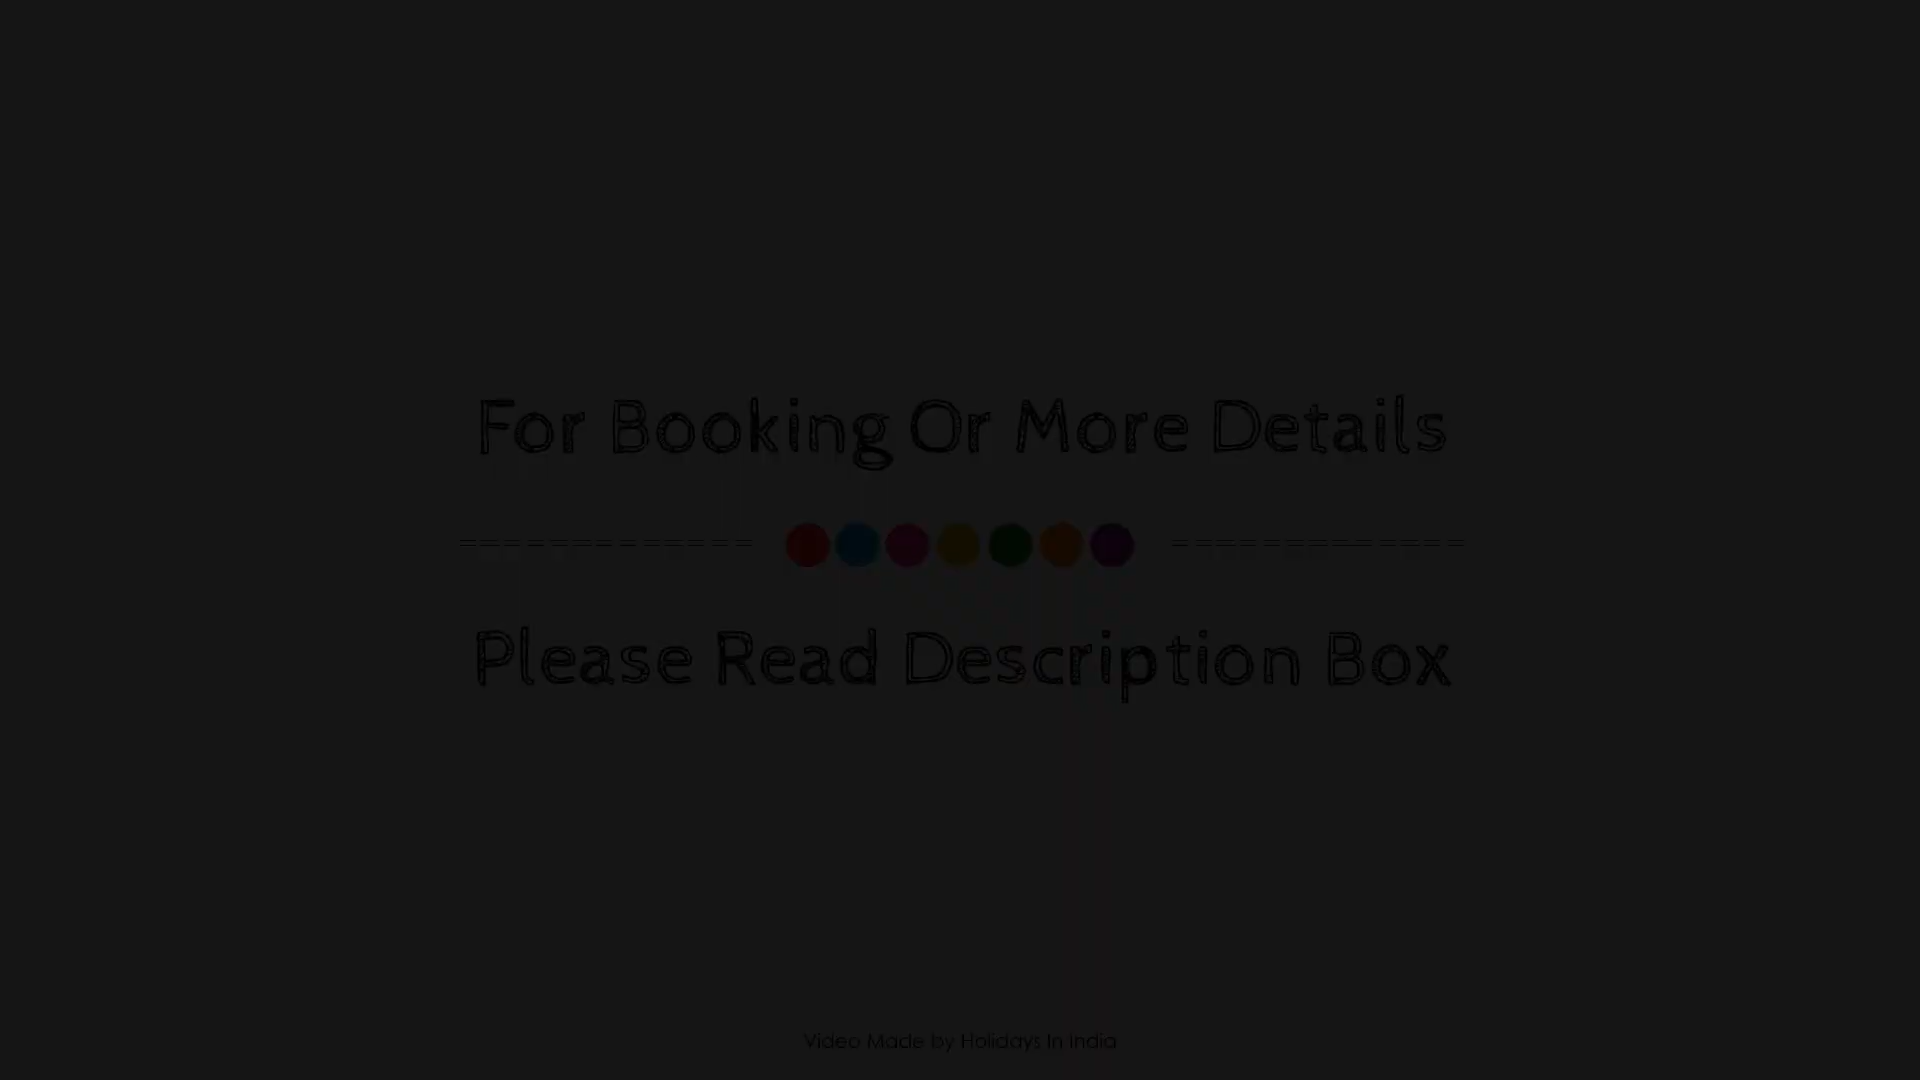 For Booking Or More Details
============= =============
Please Read Description Box
Video Made by Holidays In India